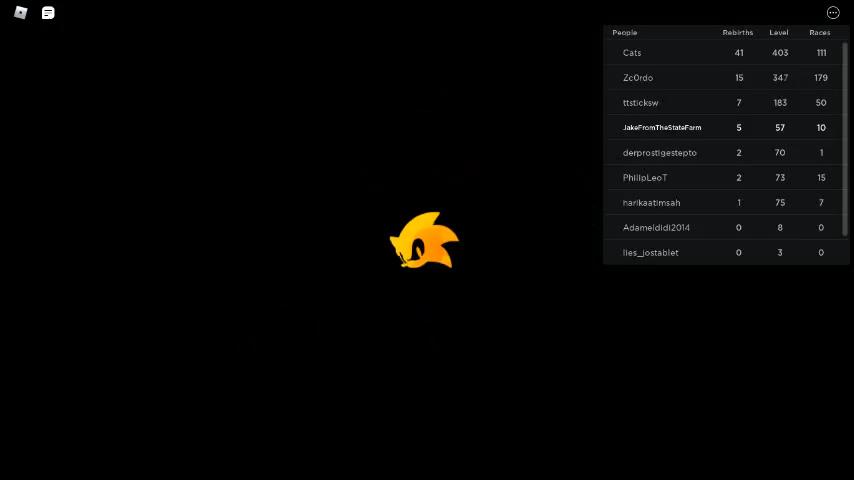 People Rebirths Level Races
Cats 41 403 111
Zc0rdo 15 347 179
ttsticksw 7 183 50
JakeFromTheStateFarm 5 57 10
derprostigestepto 2 70 1
PhilipLeoT 2 73 15
harikaatimsah 1 75 7
Adameldidi2014 0 8 0
lies_jostablet 0 3 0